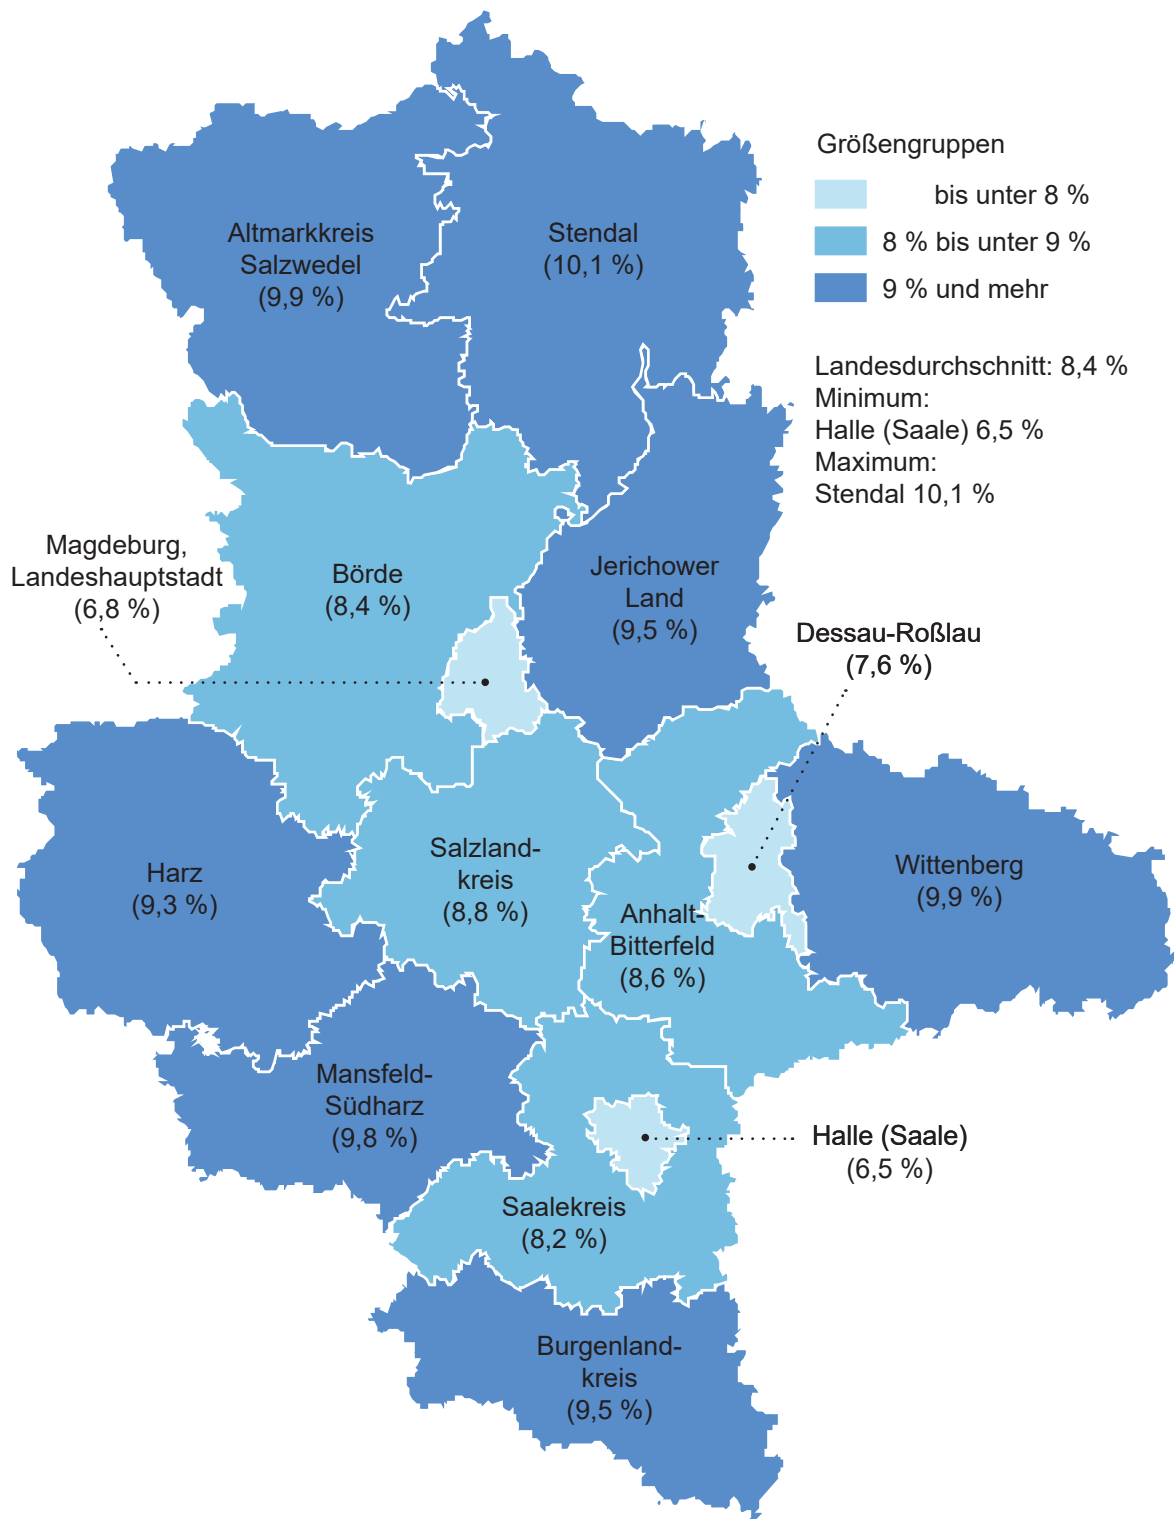 Größengruppen
bis unter 8 %
8 % bis unter 9 %
9 % und mehr
Landesdurchschnitt: 8,4 %
Minimum:
Halle (Saale) 6,5 %
Maximum:
Stendal 10,1 %
Altmarkkreis
Salzwedel
(9,9 %)
Stendal
(10,1 %)
Magdeburg,
Landeshauptstadt
(6,8 %)
Börde
(8,4 %)
Jerichower
Land
(9,5 %)
Dessau-Roßlau
(7,6 %)
Harz
(9,3 %)
Salzland-
kreis
(8,8 %)
Anhalt-
Bitterfeld
(8,6 %)
Wittenberg
(9,9 %)
Mansfeld-
Südharz
(9,8 %)
Halle (Saale)
(6,5 %)
Saalekreis
(8,2 %)
Burgenland-
kreis
(9,5 %)